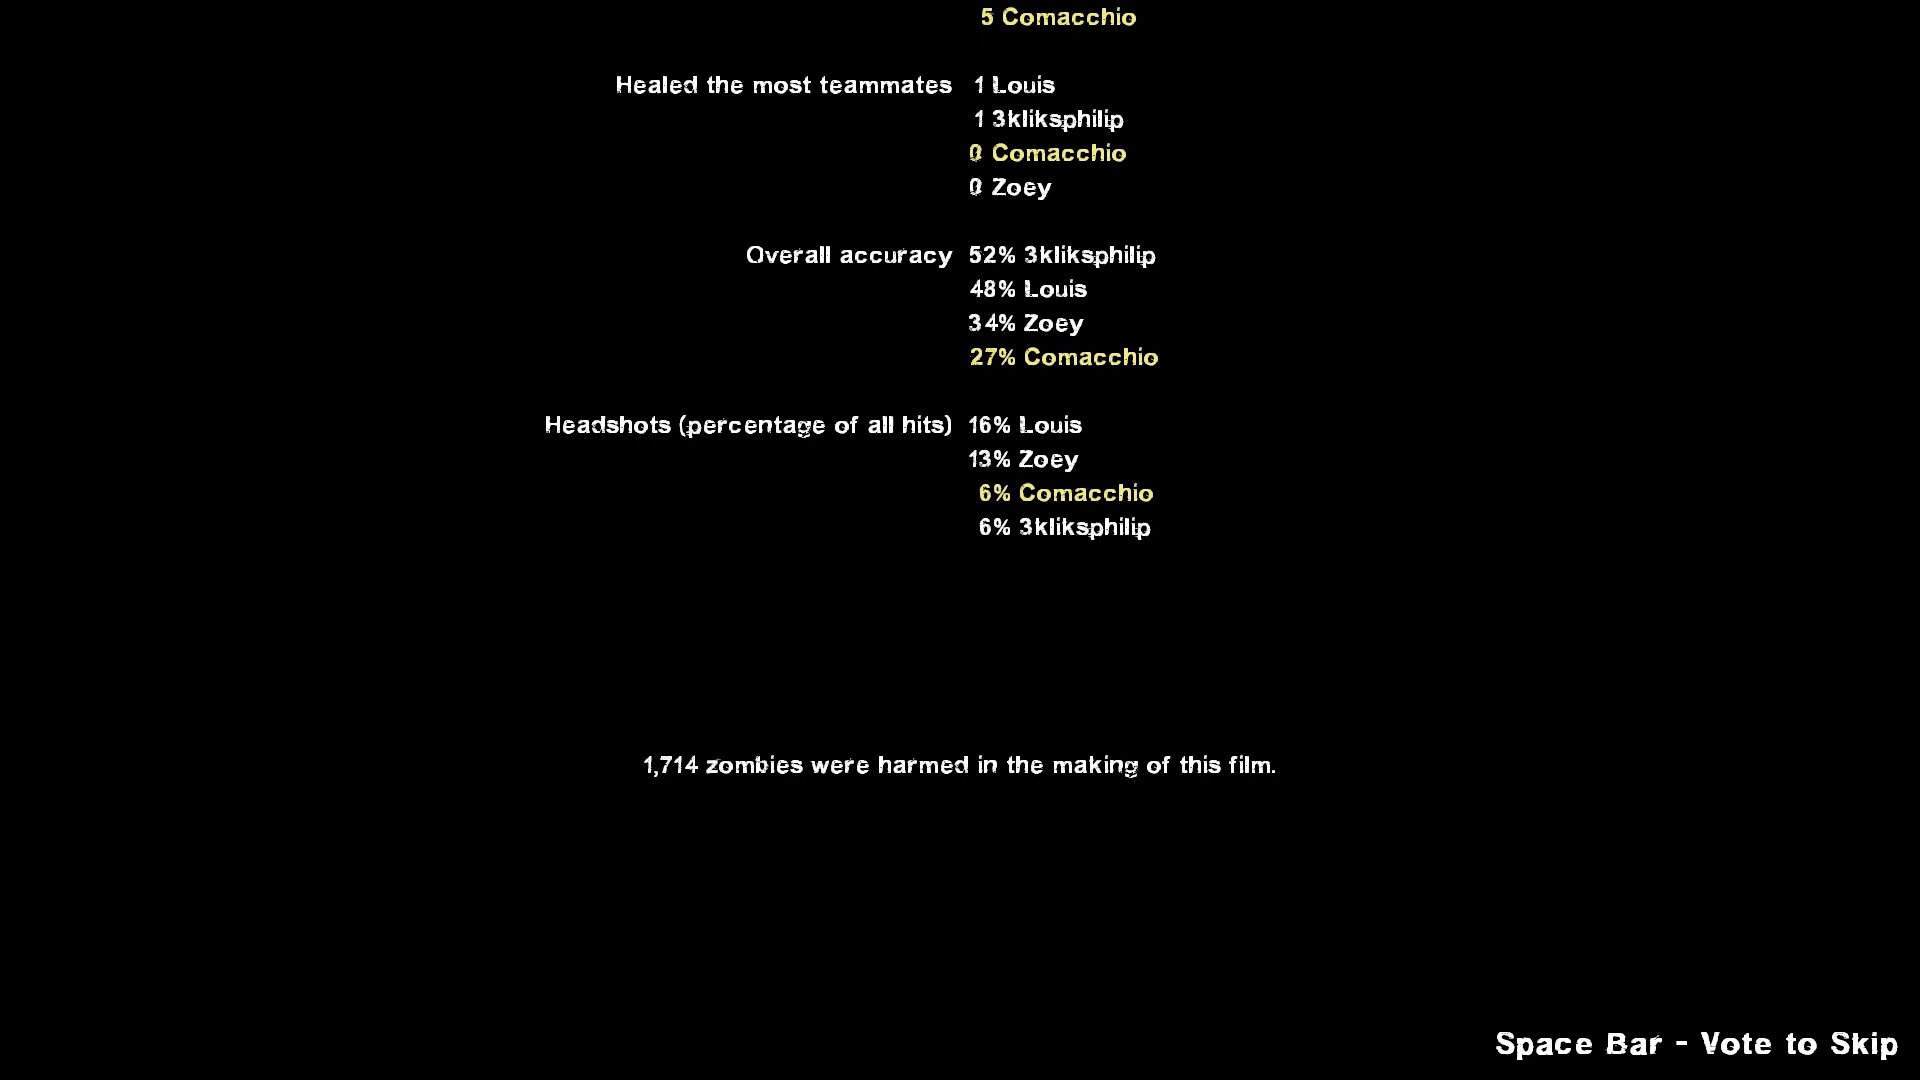 5 Comacchio
Healed the most teammates 1 Louis
1 3kliksphilip
0 Comacchio
0 Zoey
Overall accuracy 52% 3kliksphilip
48% Louis
34% Zoey
27% Comacchio
Headshots (percentage of all hits) 16% Louis
13% Zoey
6% Comacchio
6% 3kliksphilip
1,714 zombies were harmed in the making of this film.
Space Bar - Vote to Skip